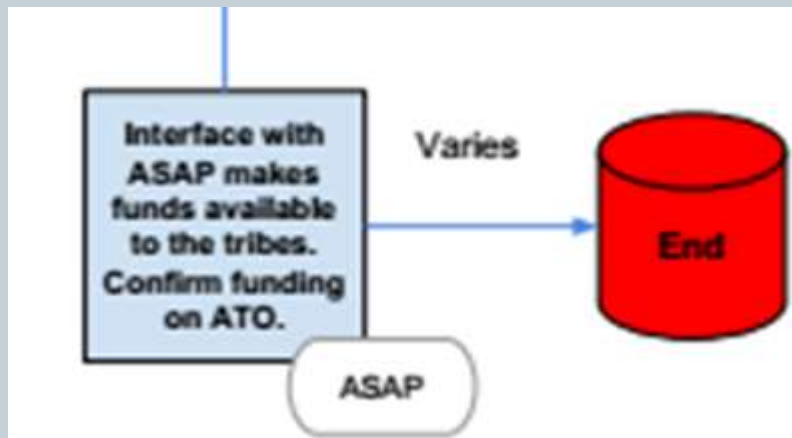 Interface with
ASAP makes
funds available
to the tribes.
Confirm funding
on ATO.
Varies
End
ASAP